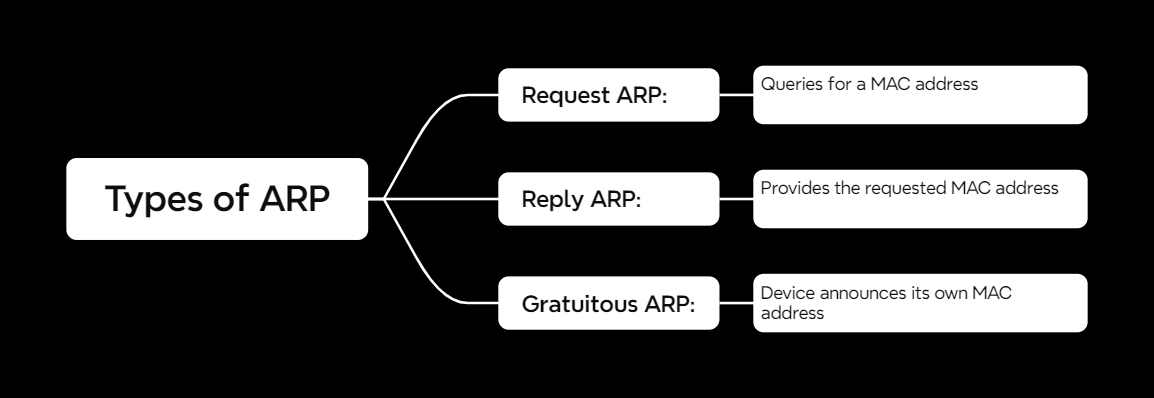 Types of ARP
Request ARP:
Queries for a MAC address
Reply ARP:
Provides the requested MAC address
Gratuitous ARP:
Device announces its own MAC
address